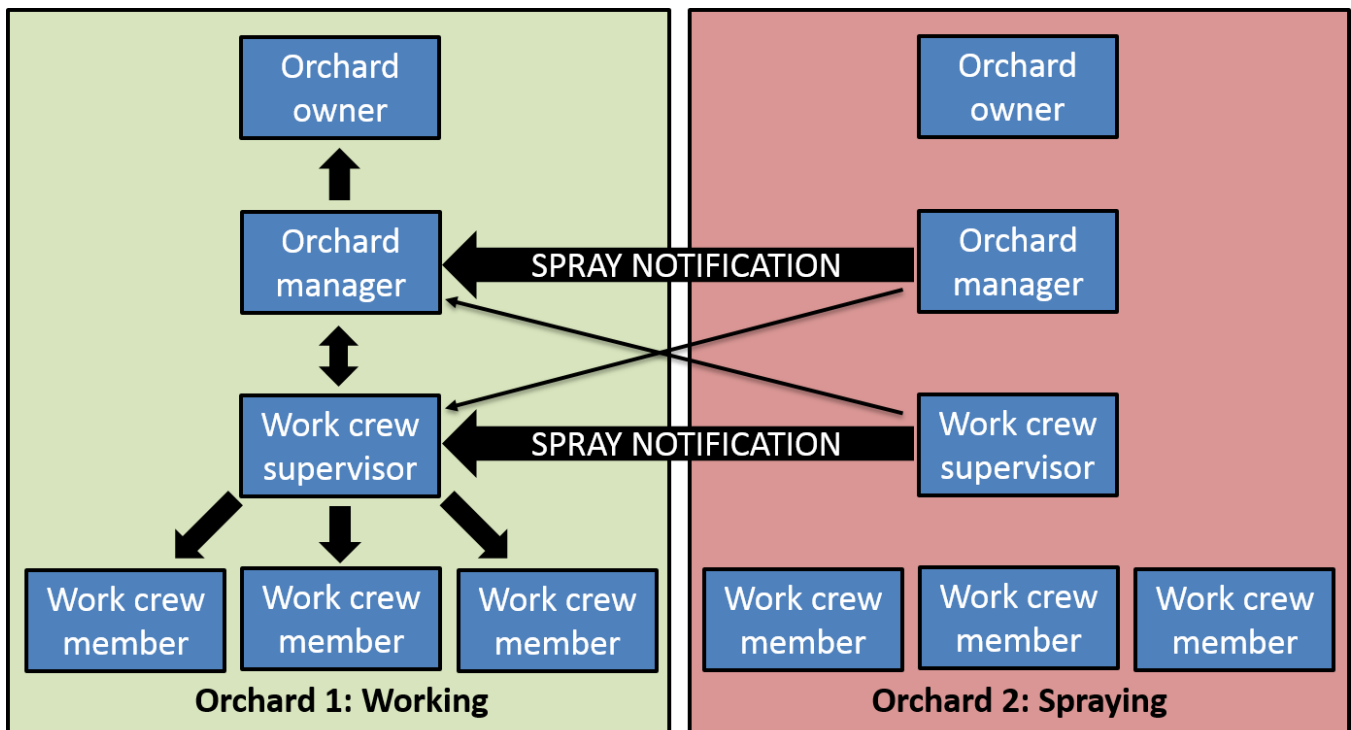 Orchard
owner
Orchard
owner
Orchard
manager
SPRAY NOTIFICATION
Orchard
manager
Work crew
supervisor
SPRAY NOTIFICATION
Work crew
supervisor
Work crew
member
Work crew
member
Work crew
member
Work crew
member
Work crew
member
Work crew
member
Orchard 1: Working
Orchard 2: Spraying